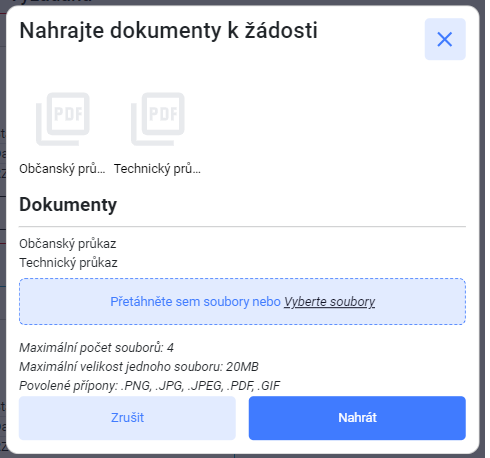 Nahrajte dokumenty k žádosti
PDF PDF
Občanský prů... Technický prů...
Dokumenty
Občanský průkaz
Technický průkaz
Přetáhněte sem soubory nebo Vyberte soubory
Maximální počet souborů: 4
Maximální velikost jednoho souboru: 20MB
Povolené přípony: .PNG, .JPG, .JPEG, .PDF, .GIF
Zrušit Nahrát